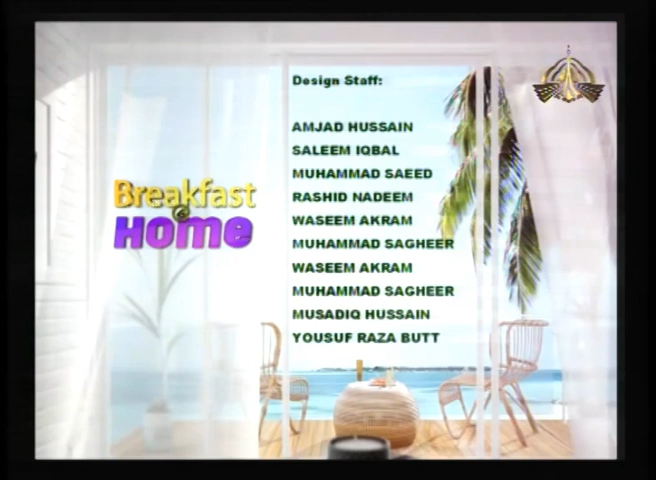 Design Staff:
AMJAD HUSSAIN
SALEEM IQBAL
MUHAMMAD SAEED
RASHID NADEEM
WASEEM AKRAM
MUHAMMAD SAGHEER
WASEEM AKRAM
MUHAMMAD SAGHEER
MUSADIQ HUSSAIN
YOUSUF RAZA BUTT
Breakfast
@
Home